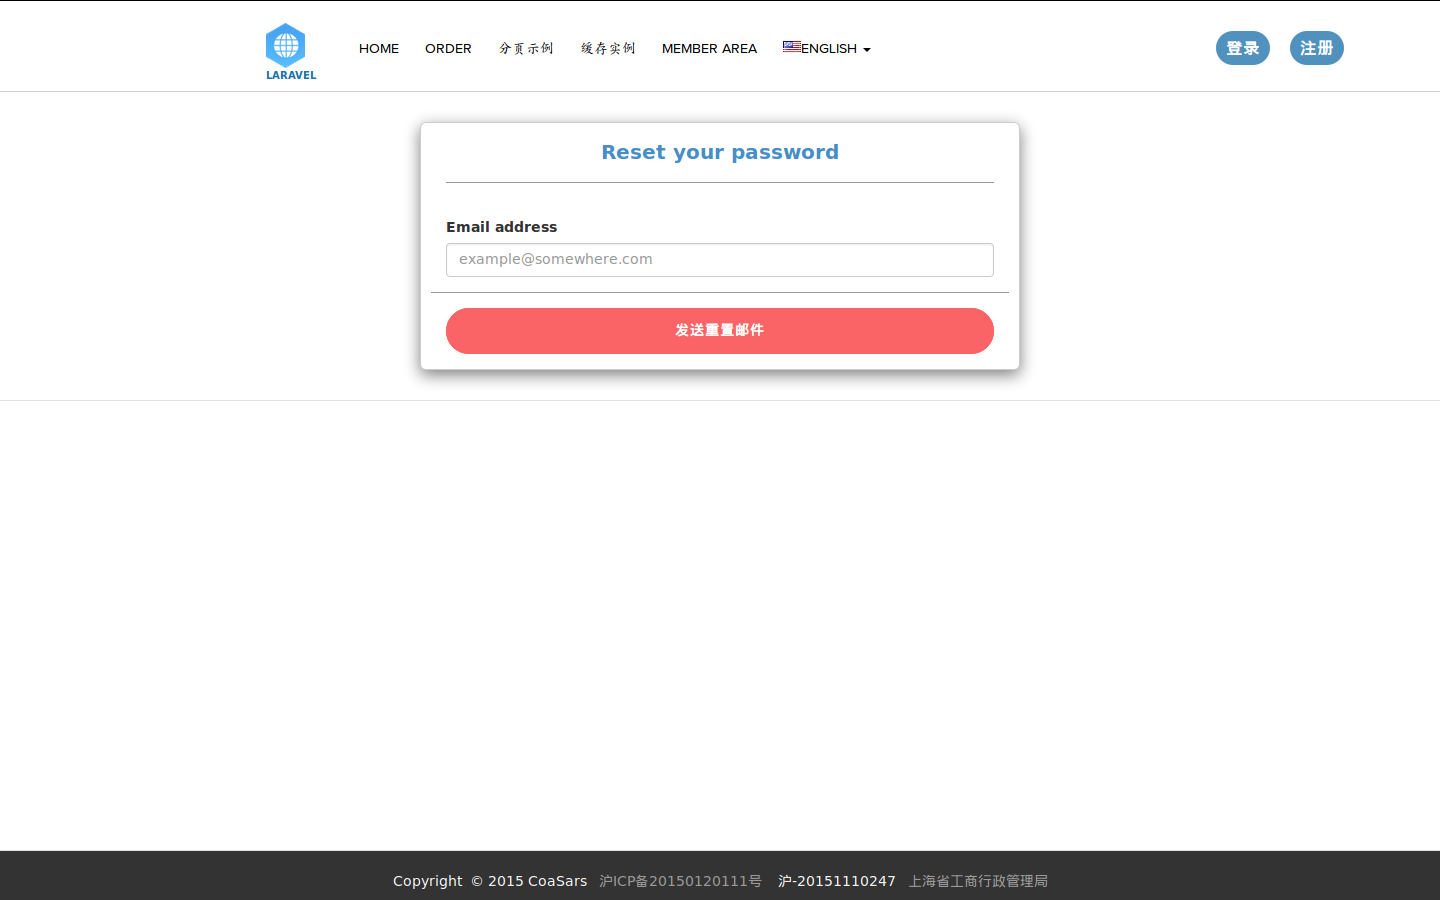 LARAVEL
HOME ORDER 分页示例 缓存实例 MEMBER AREA ENGLISH
登录 注册
Reset your password
Email address
example@somewhere.com
发送重置邮件
Copyright © 2015 CoaSars 沪ICP备20150120111号 沪-20151110247 上海省工商行政管理局